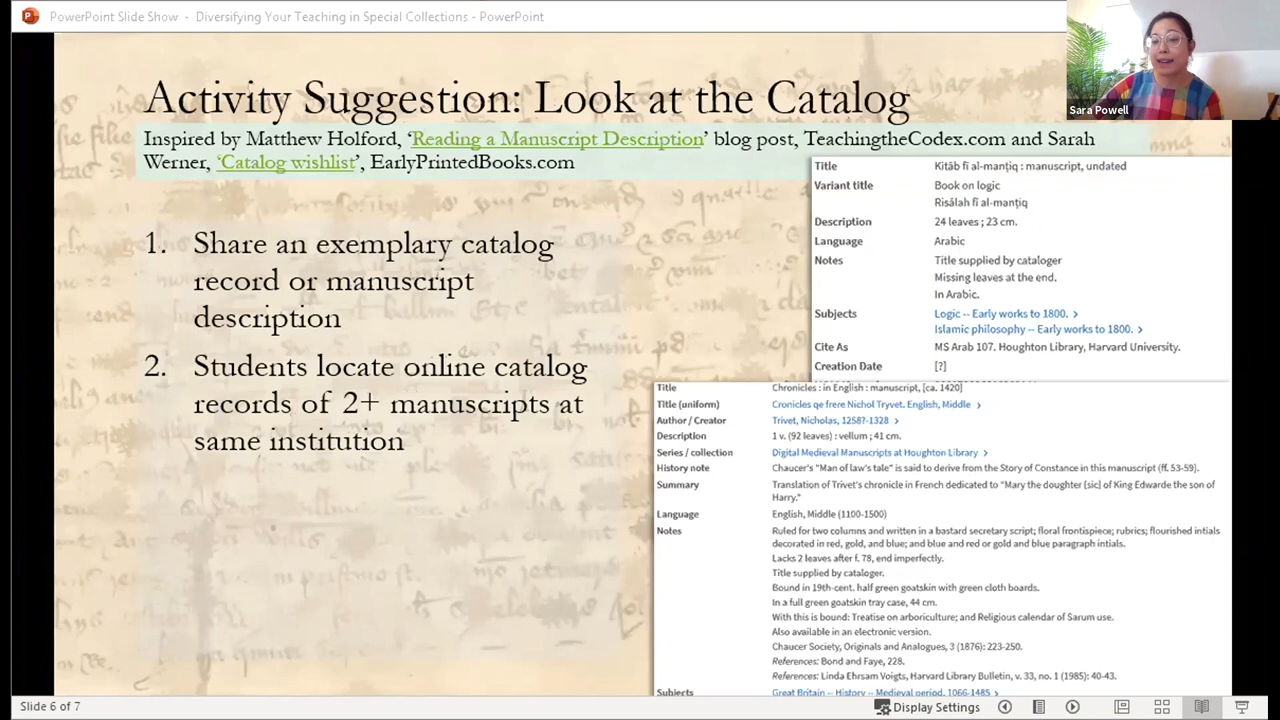 PowerPoint Slide Show - Diversifying Your Teaching in Special Collections - PowerPoint
Sara Powell
Activity Suggestion: Look at the Catalog
Inspired by Matthew Holford, ‘Reading a Manuscript Description’ blog post, TeachingtheCodex.com and Sarah
Werner, ‘Catalog wishlist’, EarlyPrintedBooks.com
1. Share an exemplary catalog
record or manuscript
description
2. Students locate online catalog
records of 2+ manuscripts at
same institution
Title Kitāb fī al-manṭiq : manuscript, undated
Variant title Book on logic
Risālah fī al-manṭiq
Description 24 leaves ; 23 cm.
Language Arabic
Notes Title supplied by cataloger
Missing leaves at the end.
In Arabic.
Subjects Logic -- Early works to 1800. >
Islamic philosophy -- Early works to 1800. >
Cite As MS Arab 107. Houghton Library, Harvard University.
Creation Date [?]
Title Chronicles : in English : manuscript, [ca. 1420]
Title (uniform) Cronicles qe frere Nichol Tryvet. English, Middle >
Author / Creator Trivet, Nicholas, 1258?-1328 >
Description 1 v. (92 leaves) : vellum ; 41 cm.
Series / collection Digital Medieval Manuscripts at Houghton Library >
History note Chaucer's "Man of law's tale" is said to derive from the Story of Constance in this manuscript (ff. 53-59).
Summary Translation of Trivet's chronicle in French dedicated to "Mary the doughter [sic] of King Edwarde the son of
Harry."
Language English, Middle (1100-1500)
Notes Ruled for two columns and written in a bastard secretary script; floral frontispiece; rubrics; flourished intials
decorated in red, gold, and blue; and blue and red or gold and blue paragraph intials.
Lacks 2 leaves after f. 78, end imperfectly.
Title supplied by cataloger.
Bound in 19th-cent. half green goatskin with green cloth boards.
In a full green goatskin tray case, 44 cm.
With this is bound: Treatise on arboriculture; and Religious calendar of Sarum use.
Also available in an electronic version.
Chaucer Society, Originals and Analogues, 3 (1876): 223-250.
References: Bond and Faye, 228.
References: Linda Ehrsam Voigts, Harvard Library Bulletin, v. 33, no. 1 (1985): 40-43.
Subjects Great Britain -- History -- Medieval period, 1066-1485 >
Slide 6 of 7
Display Settings